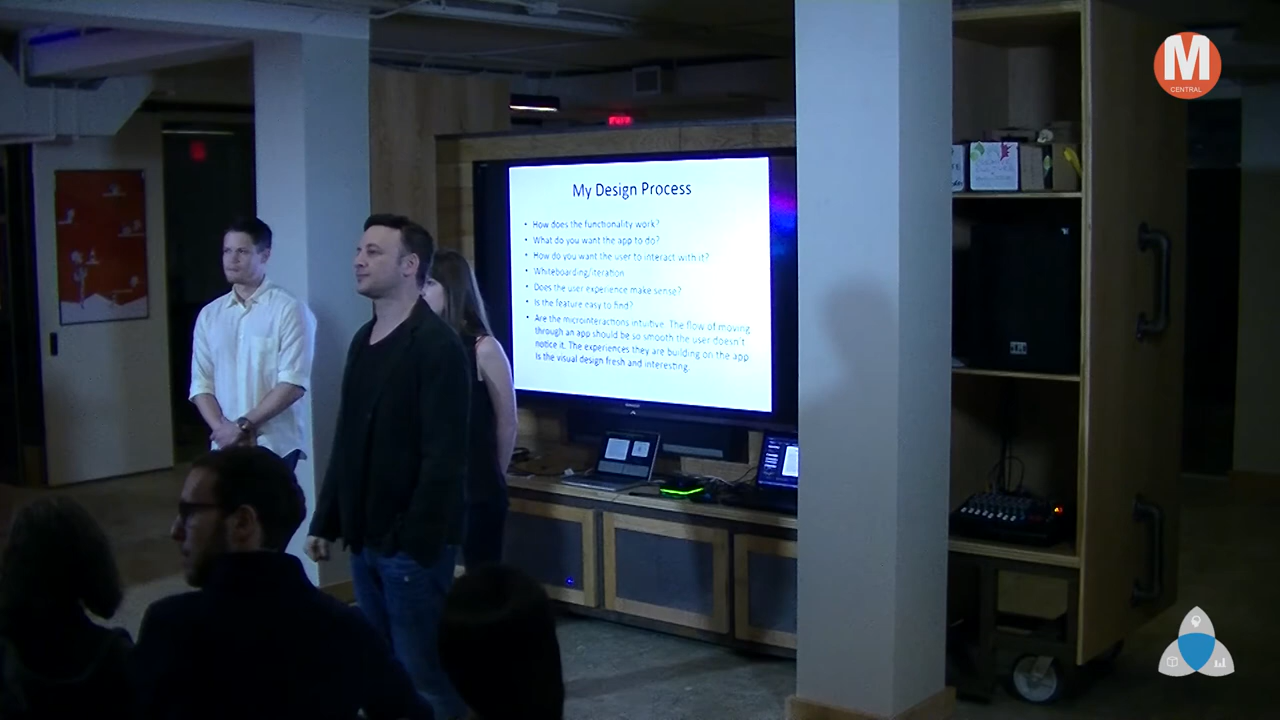 M
CENTRAL
EXIT
My Design Process
• How does the functionality work?
• What do you want the app to do?
• How do you want the user to interact with it?
• Whiteboarding/iteration
• Does the user experience make sense?
• Is the feature easy to find?
• Are the microinteractions intuitive. The flow of moving
through an app should be so smooth the user doesn't
notice it. The experiences they are building on the app
Is the visual design fresh and interesting.